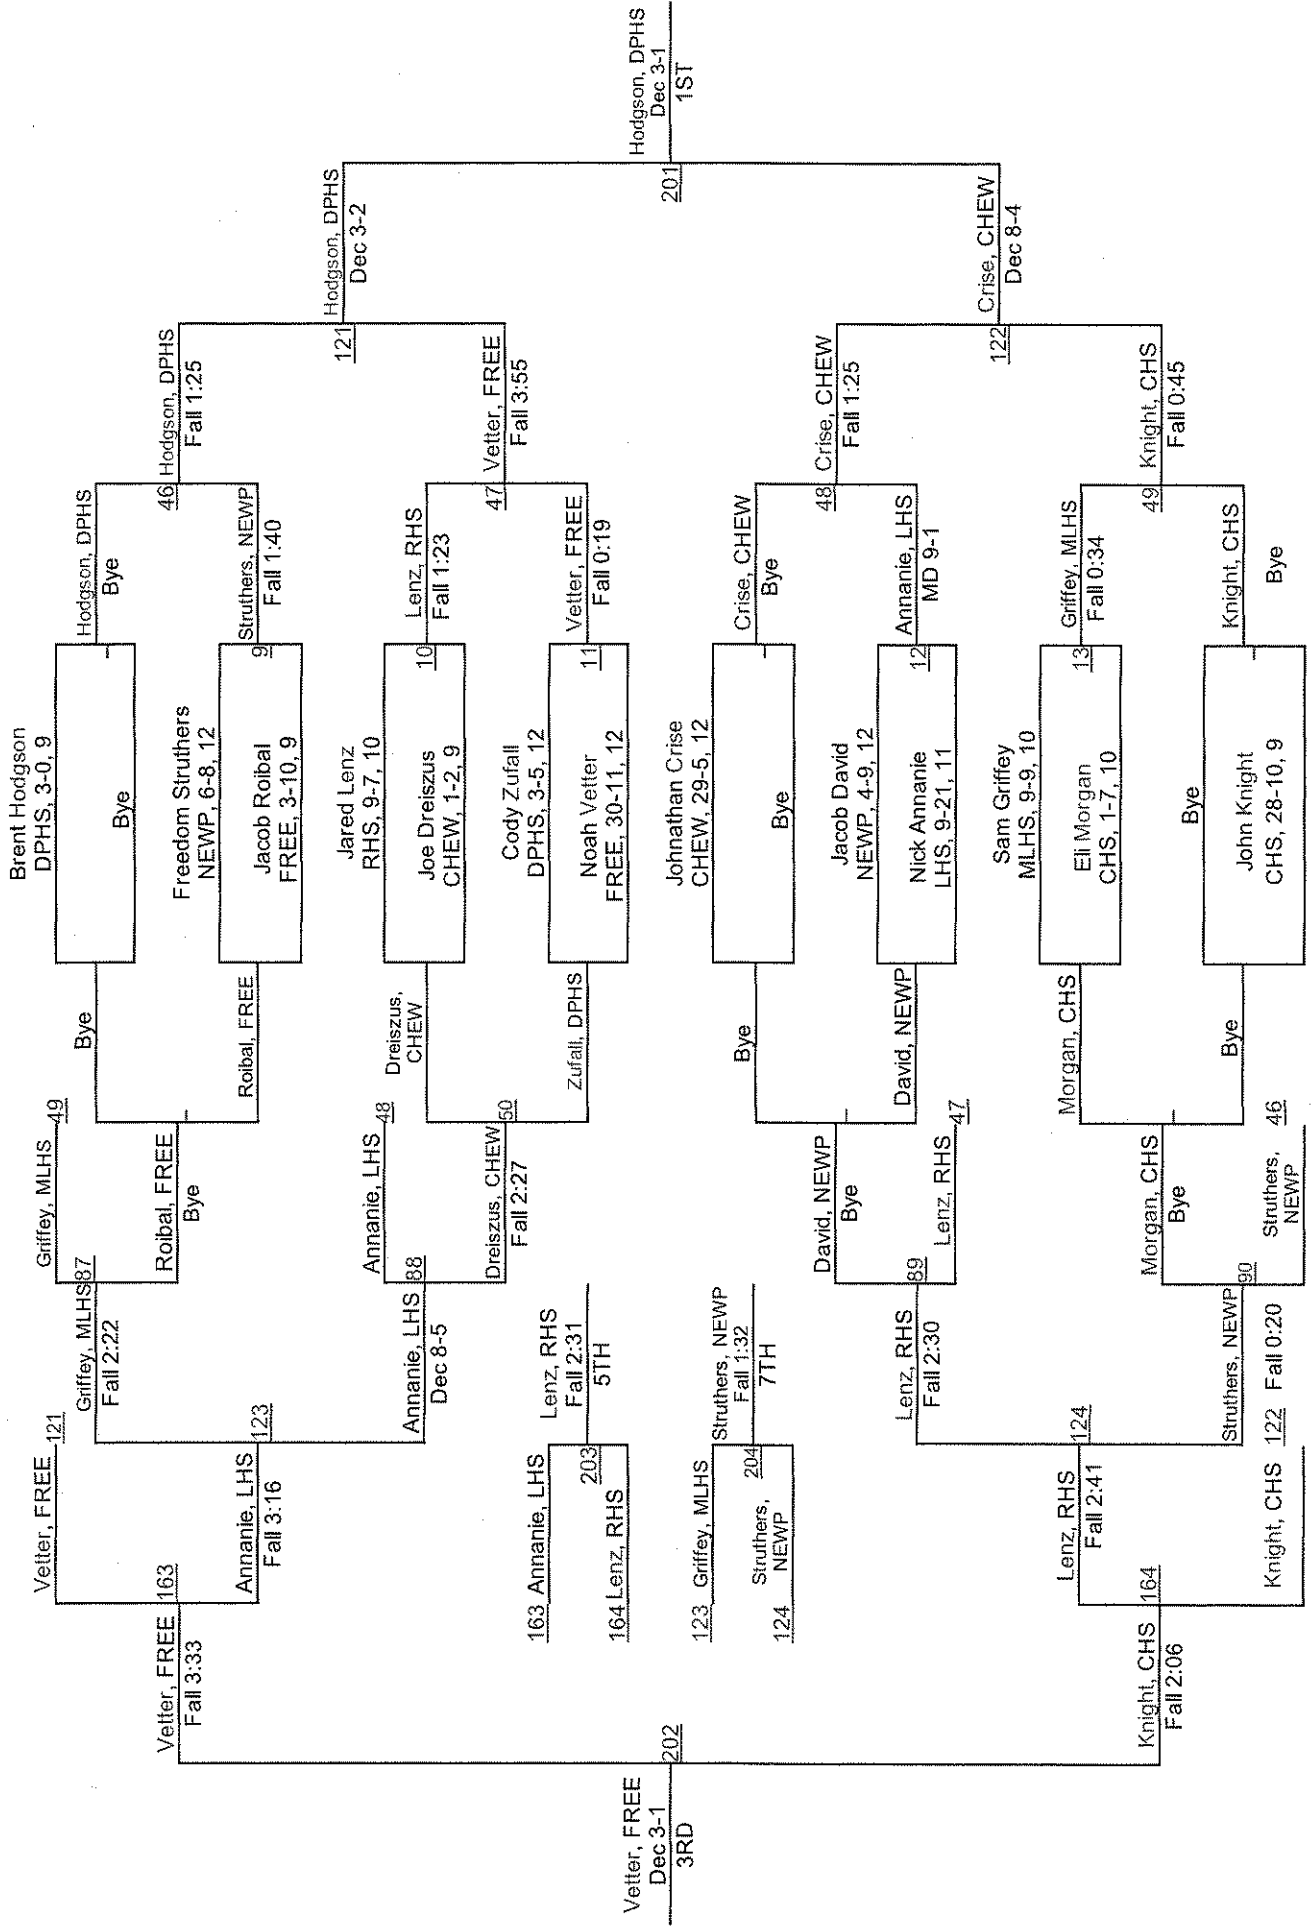 Brent Hodgson
DPHS, 3-0, 9
Bye
Freedom Struthers
NEWP, 6-8, 12
Jacob Roibal
FREE, 3-10, 9
9
Jared Lenz
RHS, 9-7, 10
Joe Dreiszus
CHEW, 1-2, 9
10
Cody Zufall
DPHS, 3-5, 12
Noah Vetter
FREE, 30-11, 12
11
Johnathan Crise
CHEW, 29-5, 12
Bye
Jacob David
NEWP, 4-9, 12
Nick Annanie
LHS, 9-21, 11
12
Sam Griffey
MLHS, 9-9, 10
Eli Morgan
CHS, 1-7, 10
13
Bye
John Knight
CHS, 28-10, 9
Hodgson, DPHS
Bye
Struthers, NEWP
Fall 1:40
46
Lenz, RHS
Fall 1:23
Vetter, FREE
Fall 0:19
47
Crise, CHEW
Bye
Annanie, LHS
MD 9-1
48
Griffey, MLHS
Fall 0:34
Knight, CHS
Bye
49
Hodgson, DPHS
Fall 1:25
Vetter, FREE
Fall 3:55
121
Crise, CHEW
Fall 1:25
Knight, CHS
Fall 0:45
122
Hodgson, DPHS
Dec 3-2
Crise, CHEW
Dec 8-4
201
Hodgson, DPHS
Dec 3-1
1ST
Bye
Roibal, FREE
Dreiszus,
CHEW
Zufall, DPHS
50
Bye
David, NEWP
Morgan, CHS
Bye
Griffey, MLHS
49
Roibal, FREE
Bye
87
Annanie, LHS
48
Dreiszus, CHEW
Fall 2:27
88
David, NEWP
Bye
Lenz, RHS
47
89
Morgan, CHS
Bye
Struthers,
NEWP
46
90
Vetter, FREE
121
Griffey, MLHS
Fall 2:22
Annanie, LHS
Dec 8-5
123
Lenz, RHS
Fall 2:30
Struthers, NEWP
Fall 0:20
124
Annanie, LHS
Fall 3:16
163
Lenz, RHS
Fall 2:41
Knight, CHS
122
164
Vetter, FREE
Fall 3:33
Knight, CHS
Fall 2:06
202
Vetter, FREE
Dec 3-1
3RD
163 Annanie, LHS
164 Lenz, RHS
203
Lenz, RHS
Fall 2:31
5TH
123 Griffey, MLHS
124
Struthers,
NEWP
204
Struthers, NEWP
Fall 1:32
7TH